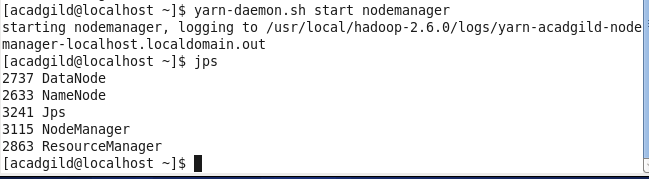 [acadgild@localhost ~]$ yarn-daemon.sh start nodemanager
starting nodemanager, logging to /usr/local/hadoop-2.6.0/logs/yarn-acadgild-node
manager-localhost.localdomain.out
[acadgild@localhost ~]$ jps
2737 DataNode
2633 NameNode
3241 Jps
3115 NodeManager
2863 ResourceManager
[acadgild@localhost ~]$